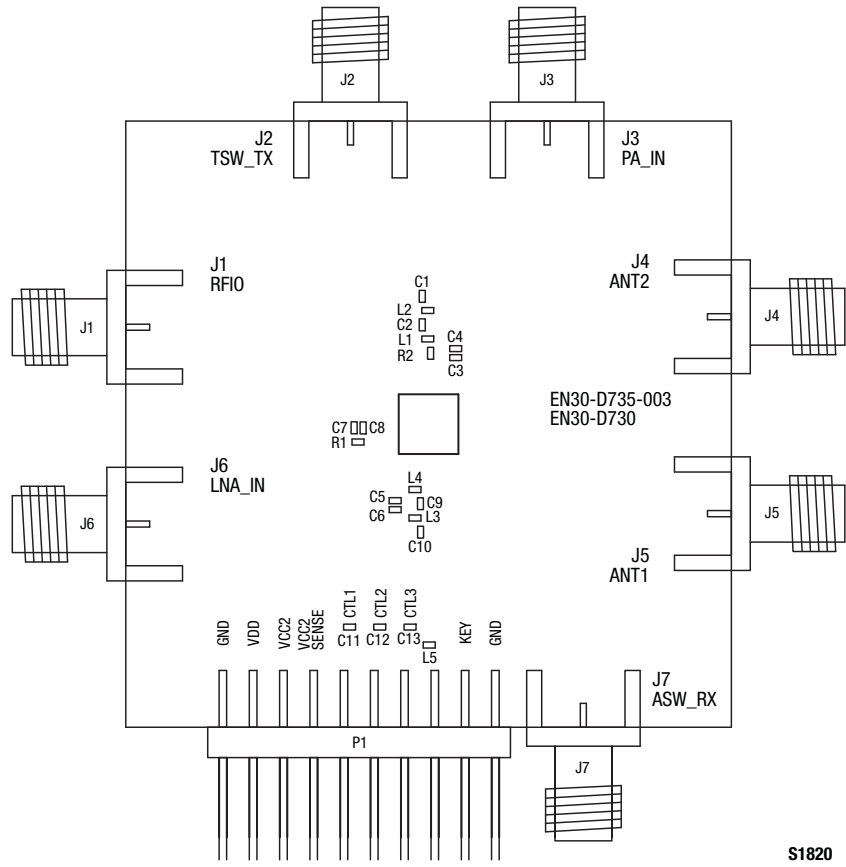 J2
J3
J2
TSW_TX
J3
PA_IN
J1
RFIO
J4
ANT2
J1
J4
C1
L2
C2
L1
R2
C4
C3
EN30-D735-003
EN30-D730
C7
C8
R1
J6
LNA_IN
J6
J5
L4
C5
C6
C9
L3
C10
J5
ANT1
GND
VDD
VCC2
VCC2
SENSE
CTL1
C11
CTL2
C12
CTL3
C13
L5
KEY
GND
J7
ASW_RX
P1
J7
S1820